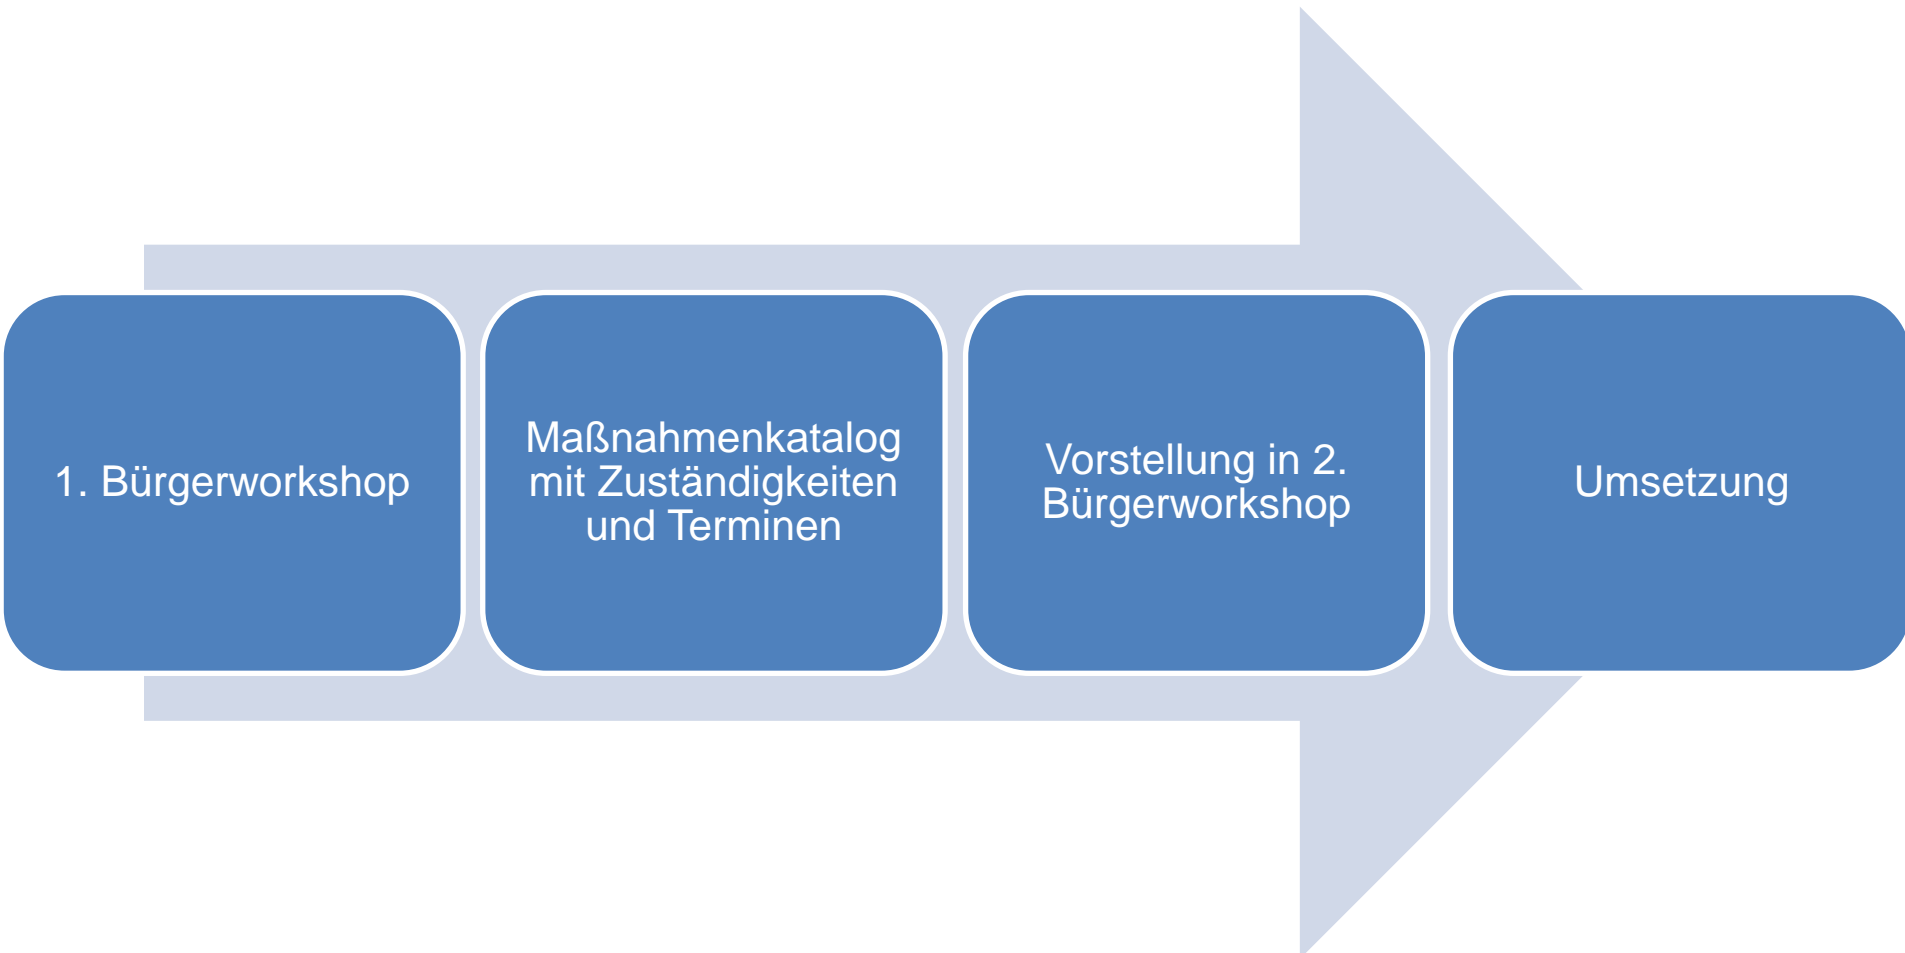 1. Bürgerworkshop
Maßnahmenkatalog
mit Zuständigkeiten
und Terminen
Vorstellung in 2.
Bürgerworkshop
Umsetzung